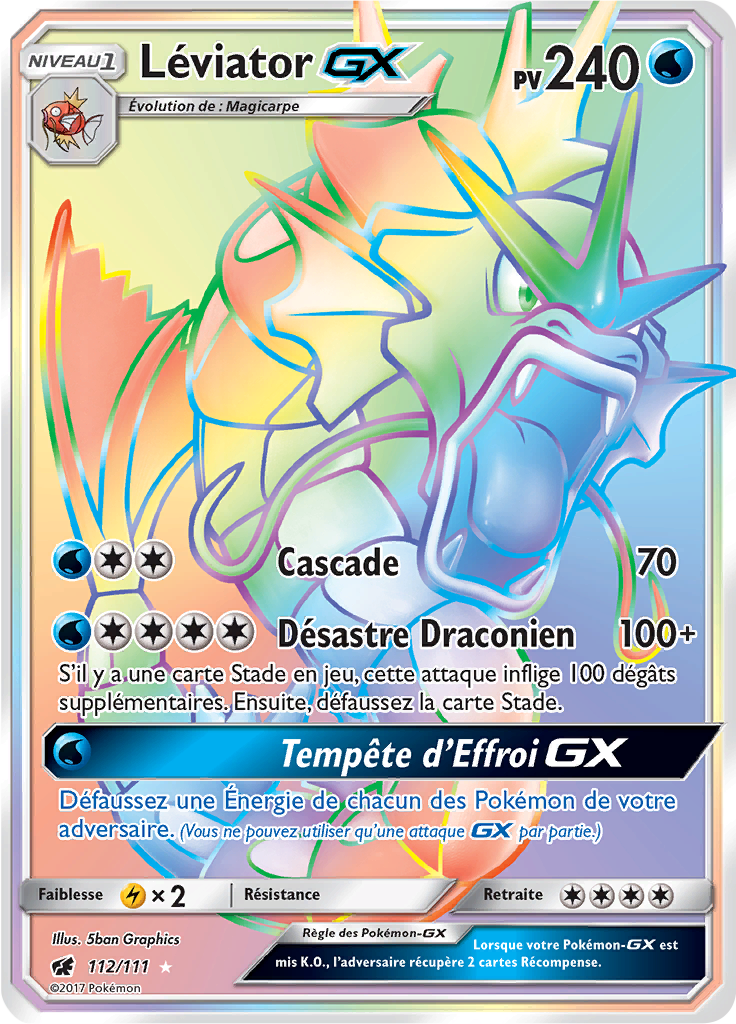 NIVEAU1
Léviator GX
PV240
Évolution de : Magicarpe
Cascade 70
Désastre Draconien 100+
S'il y a une carte Stade en jeu, cette attaque inflige 100 dégâts
supplémentaires. Ensuite, défaussez la carte Stade.
Tempête d'Effroi GX
Défaussez une Énergie de chacun des Pokémon de votre
adversaire. (Vous ne pouvez utiliser qu'une attaque GX par partie.)
Faiblesse × 2 Résistance Retraite
Illus. 5ban Graphics
112/111
©2017 Pokémon
Règle des Pokémon-GX
Lorsque votre Pokémon-GX est
mis K.O., l'adversaire récupère 2 cartes Récompense.